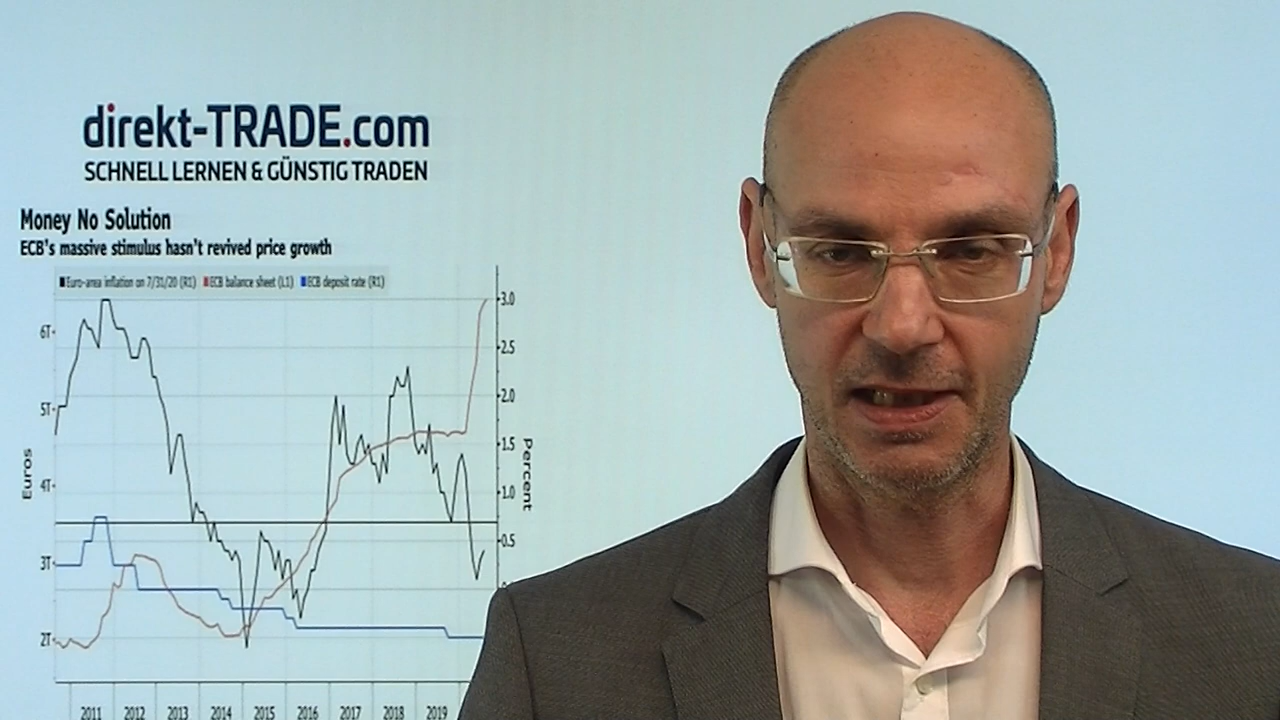 direkt-TRADE.com
SCHNELL LERNEN & GÜNSTIG TRADEN
Money No Solution
ECB's massive stimulus hasn't revived price growth
Euro-area inflation on 7/31/20 (R1) ECB balance sheet (L1) ECB deposit rate (R1)
6T
5T
4T
3T
2T
Euros
3.0
2.5
2.0
1.5
1.0
0.5
0
Percent
2011 2012 2013 2014 2015 2016 2017 2018 2019